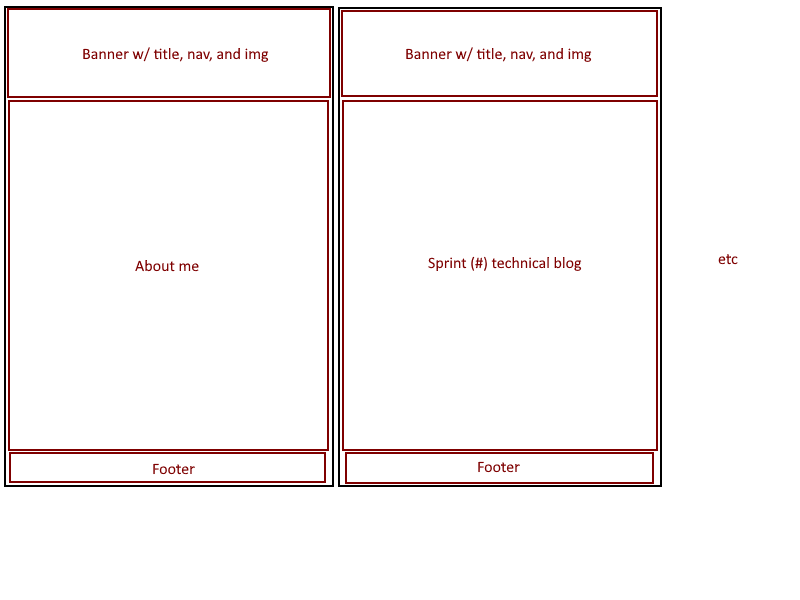 Banner w/ title, nav, and img
Banner w/ title, nav, and img
About me
Sprint (#) technical blog
etc
Footer
Footer